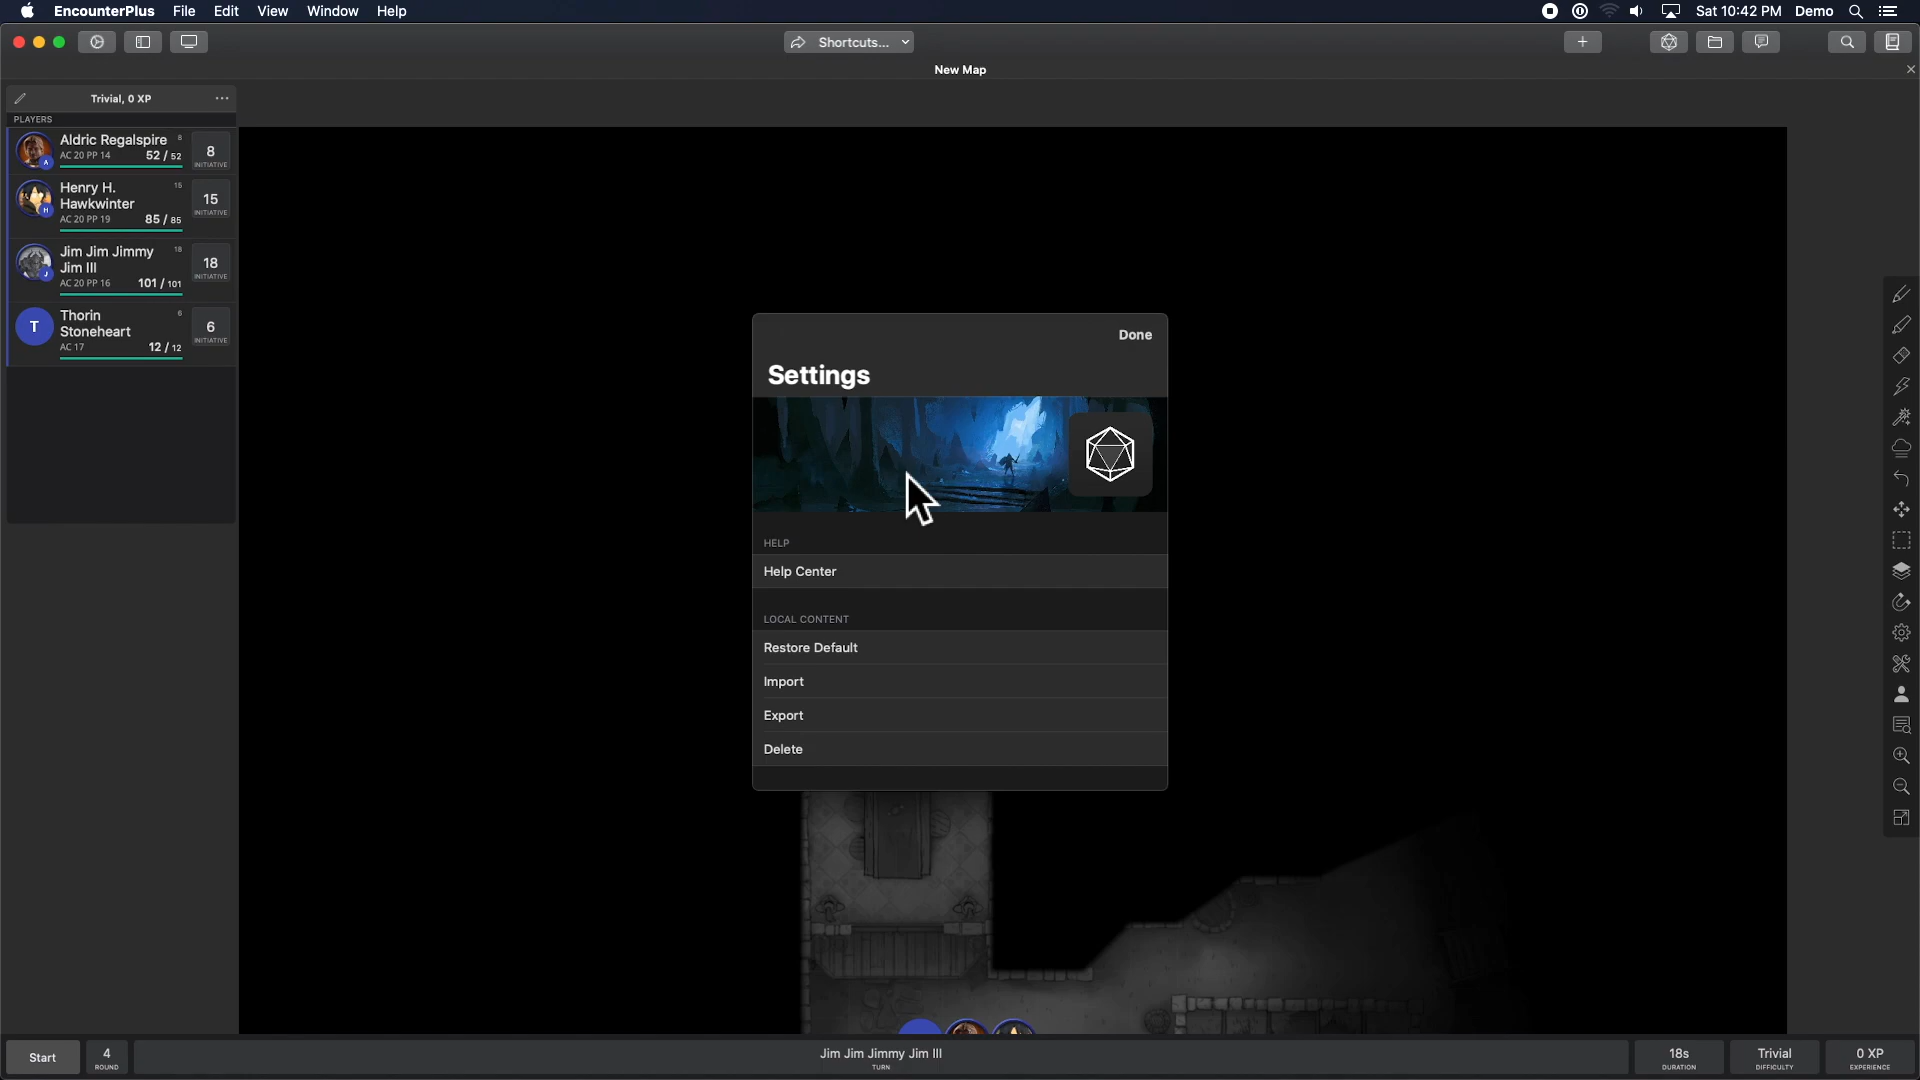 EncounterPlus File Edit View Window Help
Sat 10:42 PM Demo
Shortcuts...
New Map
Trivial, 0 XP
PLAYERS
Aldric Regalspire 8
AC 20 PP 14 52 / 52
A
8
INITIATIVE
Henry H. 15
Hawkwinter
AC 20 PP 19 85 / 85
H
15
INITIATIVE
Jim Jim Jimmy 18
Jim III
AC 20 PP 16 101 / 101
J
18
INITIATIVE
T
Thorin 6
Stoneheart
AC 17 12 / 12
6
INITIATIVE
Done
Settings
HELP
Help Center
LOCAL CONTENT
Restore Default
Import
Export
Delete
Start
4
ROUND
Jim Jim Jimmy Jim III
TURN
18s
DURATION
Trivial
DIFFICULTY
0 XP
EXPERIENCE